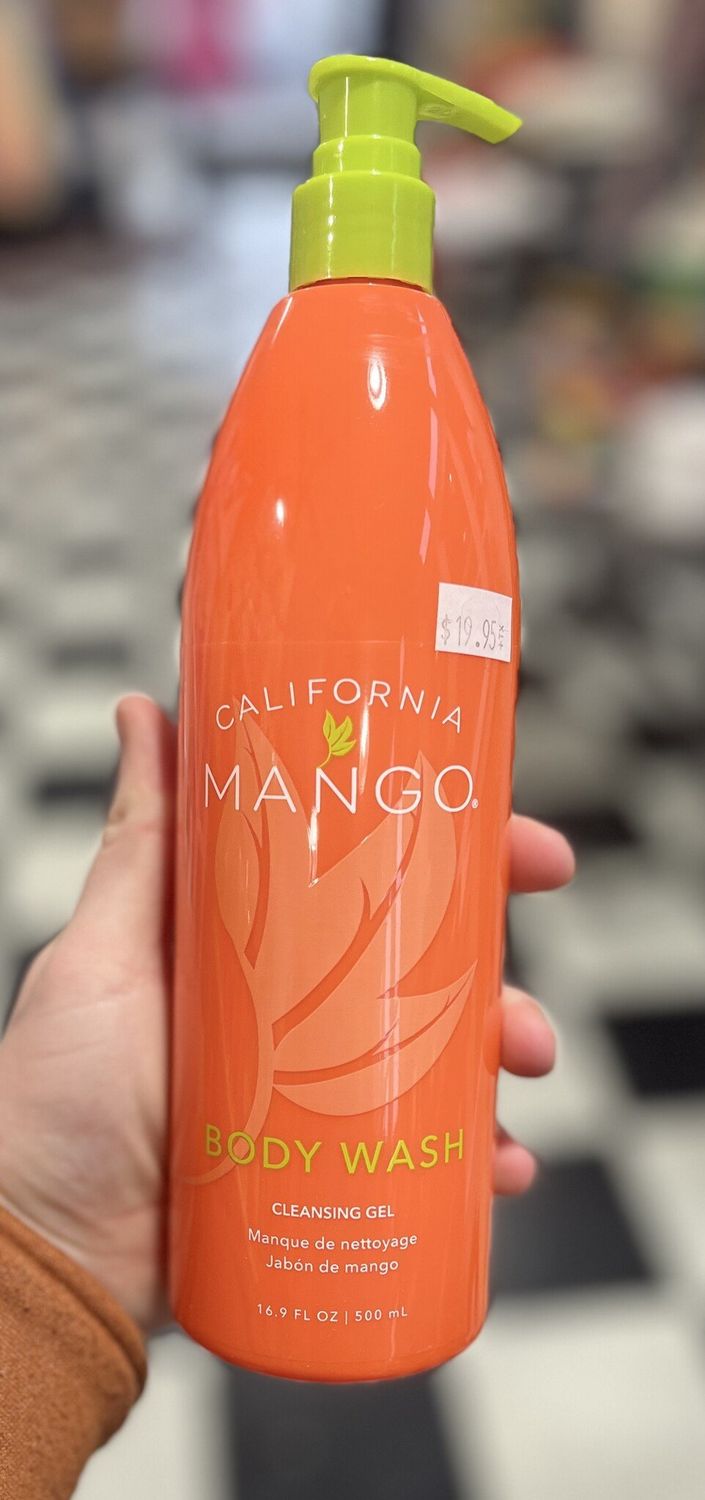 $19.95
CALIFORNIA
MANGO®
BODY WASH
CLEANSING GEL
Manque de nettoyage
Jabón de mango
16.9 FL OZ | 500 mL